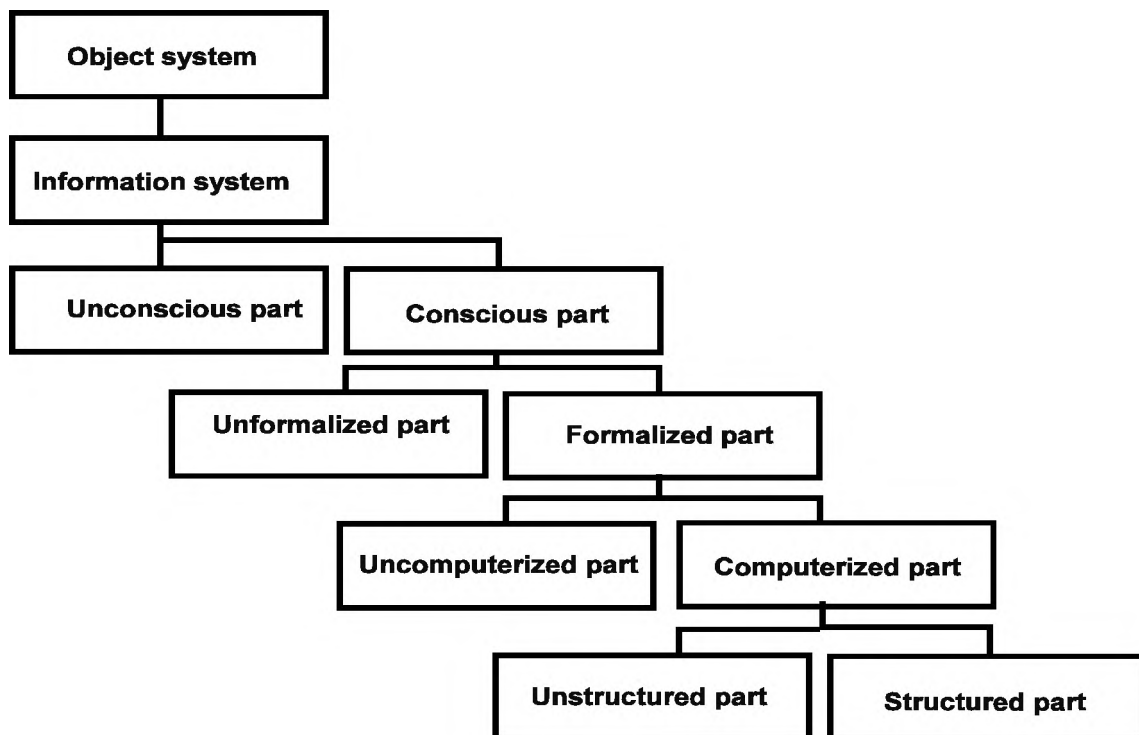 Object system
Information system
Unconscious part
Conscious part
Unformalized part
Formalized part
Uncomputerized part
Computerized part
Unstructured part
Structured part